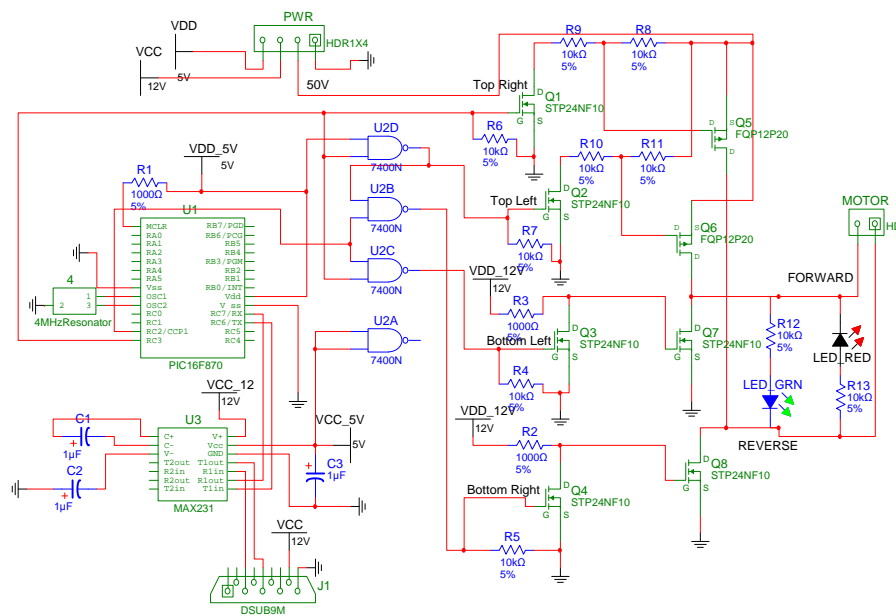 PWR
VDD
HDR1X4
VCC
5V
12V
50V
R9
10kΩ
5%
R8
10kΩ
5%
Top Right
Q1
D
G
S
STP24NF10
R6
10kΩ
5%
Q5
D
S
D
FQP12P20
U2D
7400N
VDD_5V
5V
R1
1000Ω
5%
R10
10kΩ
5%
R11
10kΩ
5%
U2B
7400N
Top Left
Q2
D
G
S
STP24NF10
R7
10kΩ
5%
Q6
D
S
D
FQP12P20
MOTOR
HD
U1
MCLR
RA0
RA1
RA2
RA3
RA4
RA5
Vss
OSC1
OSC2
RC0
RC1
RC2/CCP1
RC3
RB7/PGD
RB6/PCG
RB5
RB4
RB3/PGM
RB2
RB1
RB0/INT
Vdd
V ss
RC7/RX
RC6/TX
RC5
RC4
PIC16F870
4
1
2
3
4MHzResonator
U2C
7400N
VDD_12V
12V
R3
1000Ω
5%
FORWARD
U2A
7400N
Bottom Left
Q3
D
G
S
STP24NF10
R4
10kΩ
5%
Q7
D
G
S
STP24NF10
R12
10kΩ
5%
LED_RED
R13
10kΩ
5%
LED_GRN
REVERSE
VCC_12
12V
VCC_5V
5V
C1
1µF
C2
1µF
U3
C+
C-
V-
T2out
R2in
R2out
T2in
V+
Vcc
GND
T1out
R1in
R1out
T1in
MAX231
C3
1µF
VDD_12V
12V
R2
1000Ω
5%
Bottom Right
Q4
D
G
S
STP24NF10
Q8
D
G
S
STP24NF10
R5
10kΩ
5%
VCC
12V
J1
DSUB9M